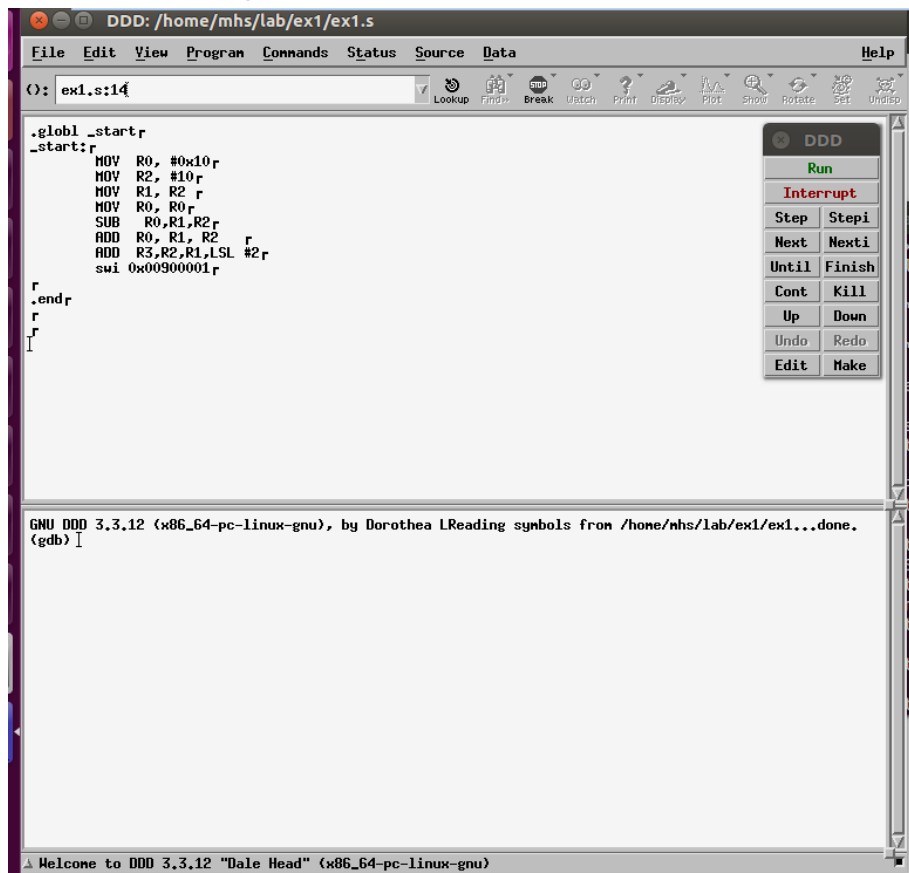 DDD: /home/mhs/lab/ex1/ex1.s
File Edit View Program Commands Status Source Data Help
(): ex1.s:14
Lookup Find» Break Watch Print Display Plot Show Rotate Set Undisp
.globl _start┌
_start:┌
MOV R0, #0x10┌
MOV R2, #10┌
MOV R1, R2 ┌
MOV R0, R0┌
SUB R0,R1,R2┌
ADD R0, R1, R2 ┌
ADD R3,R2,R1,LSL #2┌
swi 0x00900001┌
┌
.end┌
┌
┌
DDD
Run
Interrupt
Step Stepi
Next Nexti
Until Finish
Cont Kill
Up Down
Undo Redo
Edit Make
GNU DDD 3.3.12 (x86_64-pc-linux-gnu), by Dorothea LReading symbols from /home/mhs/lab/ex1/ex1...done.
(gdb)
Welcome to DDD 3.3.12 "Dale Head" (x86_64-pc-linux-gnu)